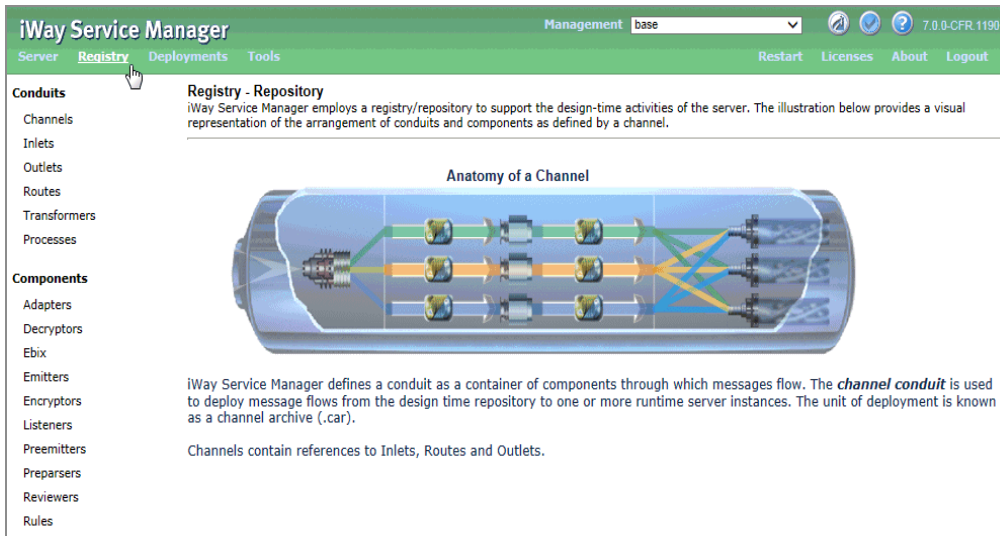 iWay Service Manager
Management base
7.0.0-CFR.1190
Server Registry Deployments Tools
Restart Licenses About Logout
Conduits
Channels
Inlets
Outlets
Routes
Transformers
Processes
Components
Adapters
Decryptors
Ebix
Emitters
Encryptors
Listeners
Preemitters
Preparsers
Reviewers
Rules
Registry - Repository
iWay Service Manager employs a registry/repository to support the design-time activities of the server. The illustration below provides a visual
representation of the arrangement of conduits and components as defined by a channel.
Anatomy of a Channel
iWay Service Manager defines a conduit as a container of components through which messages flow. The channel conduit is used
to deploy message flows from the design time repository to one or more runtime server instances. The unit of deployment is known
as a channel archive (.car).
Channels contain references to Inlets, Routes and Outlets.